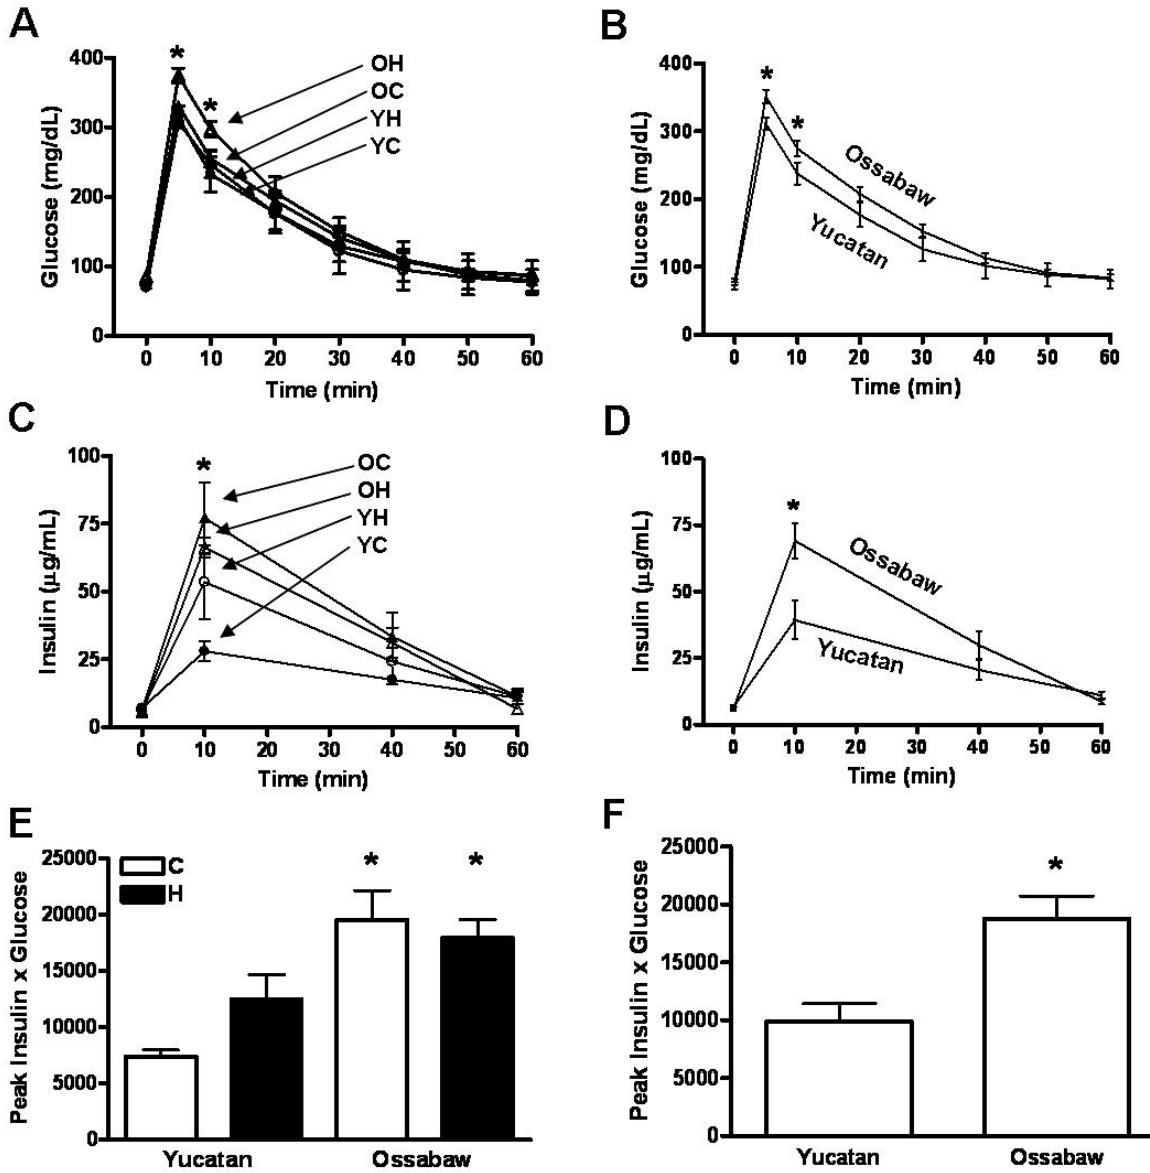 A
Glucose (mg/dL)
400
300
200
100
0
*
*
OH
OC
YH
YC
0 10 20 30 40 50 60
Time (min)
B
Glucose (mg/dL)
400
300
200
100
0
*
*
Ossabaw
Yucatan
0 10 20 30 40 50 60
Time (min)
C
Insulin (μg/mL)
100
75
50
25
0
*
OC
OH
YH
YC
0 10 20 30 40 50 60
Time (min)
D
Insulin (μg/mL)
100
75
50
25
0
*
Ossabaw
Yucatan
0 10 20 30 40 50 60
Time (min)
E
Peak Insulin x Glucose
25000
20000
15000
10000
5000
0
C
H
* *
Yucatan Ossabaw
F
Peak Insulin x Glucose
25000
20000
15000
10000
5000
0
*
Yucatan Ossabaw